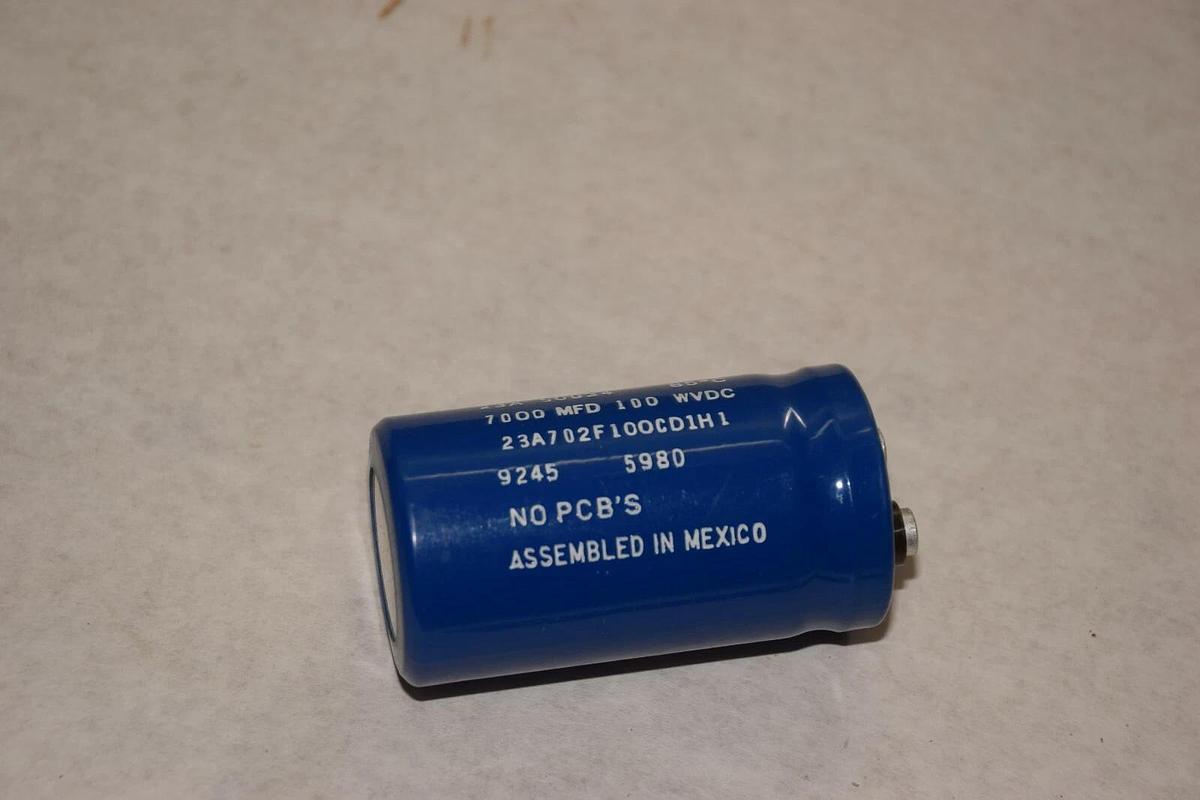 7000 MFD 100 WVDC
23A702F100CD1H1
9245 5980
NO PCB'S
ASSEMBLED IN MEXICO